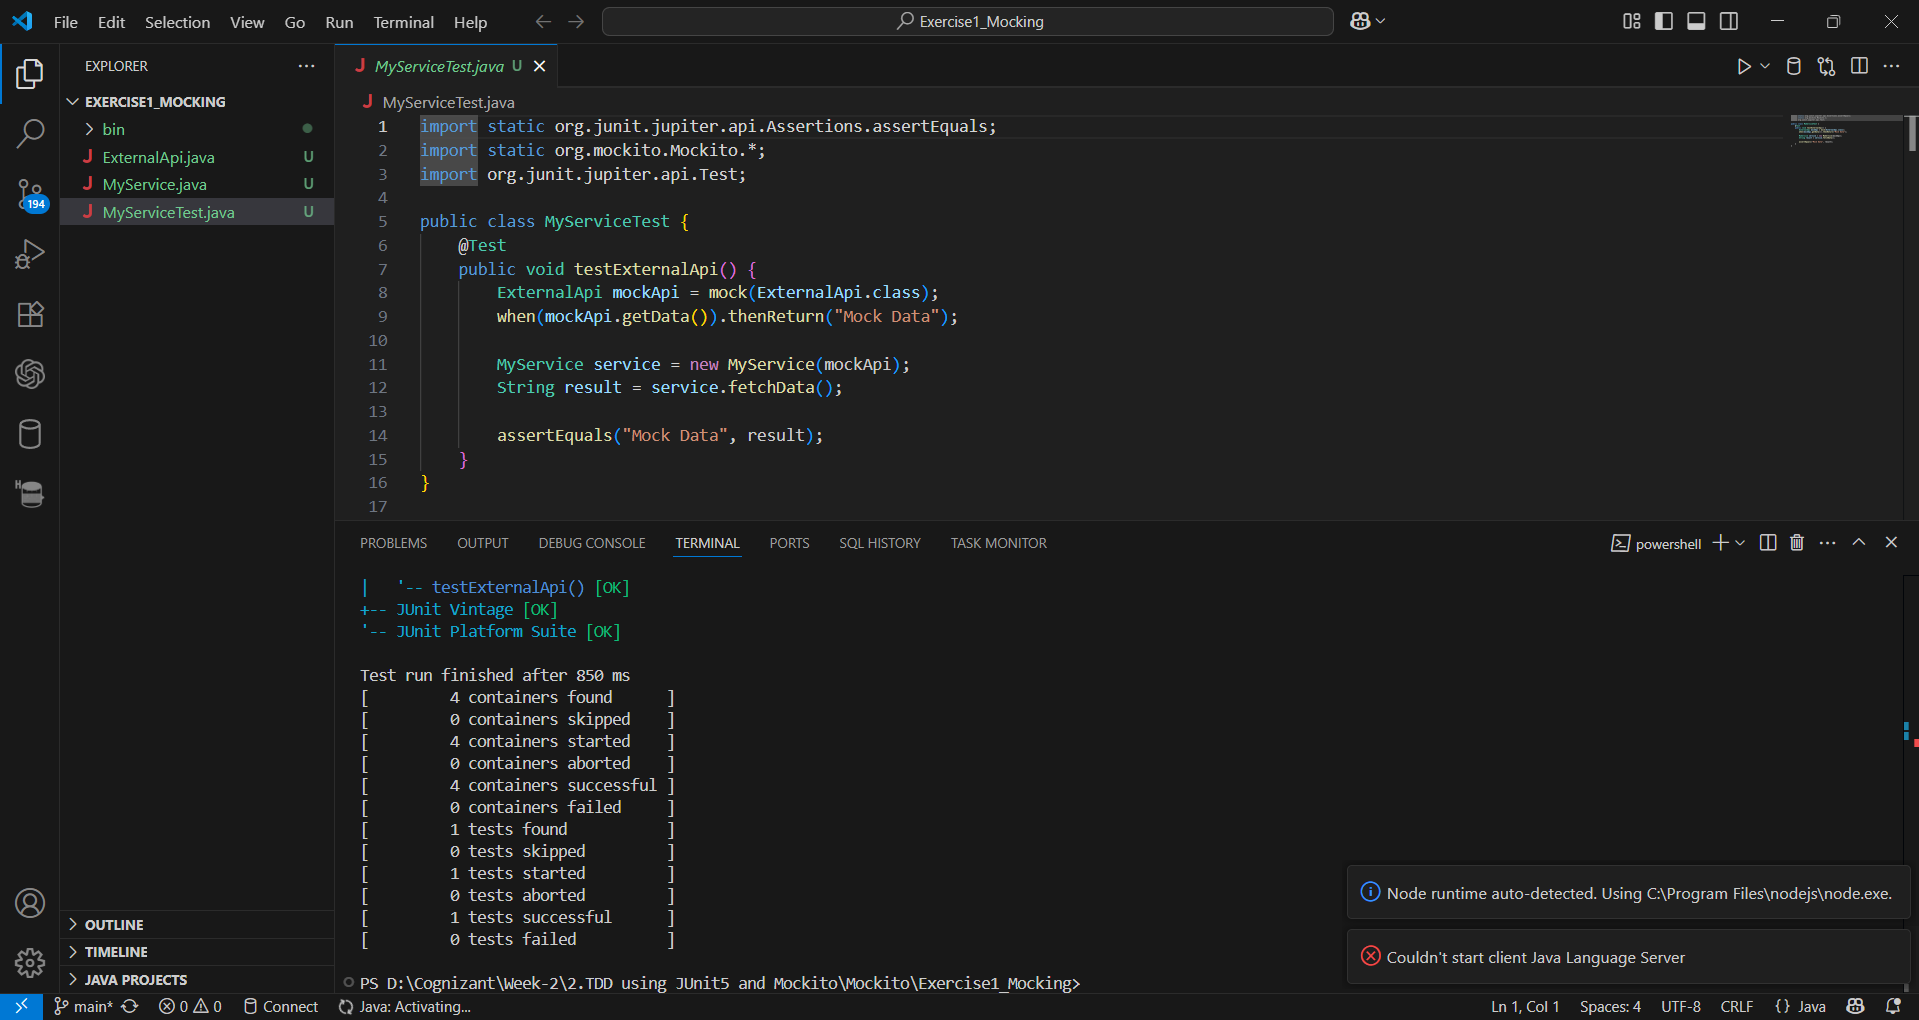 File Edit Selection View Go Run Terminal Help
Exercise1_Mocking
EXPLORER
EXERCISE1_MOCKING
bin
ExternalApi.java U
MyService.java U
MyServiceTest.java U
194
OUTLINE
TIMELINE
JAVA PROJECTS
J MyServiceTest.java U
J MyServiceTest.java
1 import static org.junit.jupiter.api.Assertions.assertEquals;
2 import static org.mockito.Mockito.*;
3 import org.junit.jupiter.api.Test;
4
5 public class MyServiceTest {
6     @Test
7     public void testExternalApi() {
8         ExternalApi mockApi = mock(ExternalApi.class);
9         when(mockApi.getData()).thenReturn("Mock Data");
10
11         MyService service = new MyService(mockApi);
12         String result = service.fetchData();
13
14         assertEquals("Mock Data", result);
15     }
16 }
17
PROBLEMS OUTPUT DEBUG CONSOLE TERMINAL PORTS SQL HISTORY TASK MONITOR
powershell
|   '-- testExternalApi() [OK]
+-- JUnit Vintage [OK]
'-- JUnit Platform Suite [OK]
Test run finished after 850 ms
[         4 containers found      ]
[         0 containers skipped    ]
[         4 containers started    ]
[         0 containers aborted    ]
[         4 containers successful ]
[         0 containers failed     ]
[         1 tests found           ]
[         0 tests skipped         ]
[         1 tests started         ]
[         0 tests aborted         ]
[         1 tests successful      ]
[         0 tests failed          ]
PS D:\Cognizant\Week-2\2.TDD using JUnit5 and Mockito\Mockito\Exercise1_Mocking>
Node runtime auto-detected. Using C:\Program Files\nodejs\node.exe.
Couldn't start client Java Language Server
main* 0 0 Connect Java: Activating... Ln 1, Col 1 Spaces: 4 UTF-8 CRLF {} Java